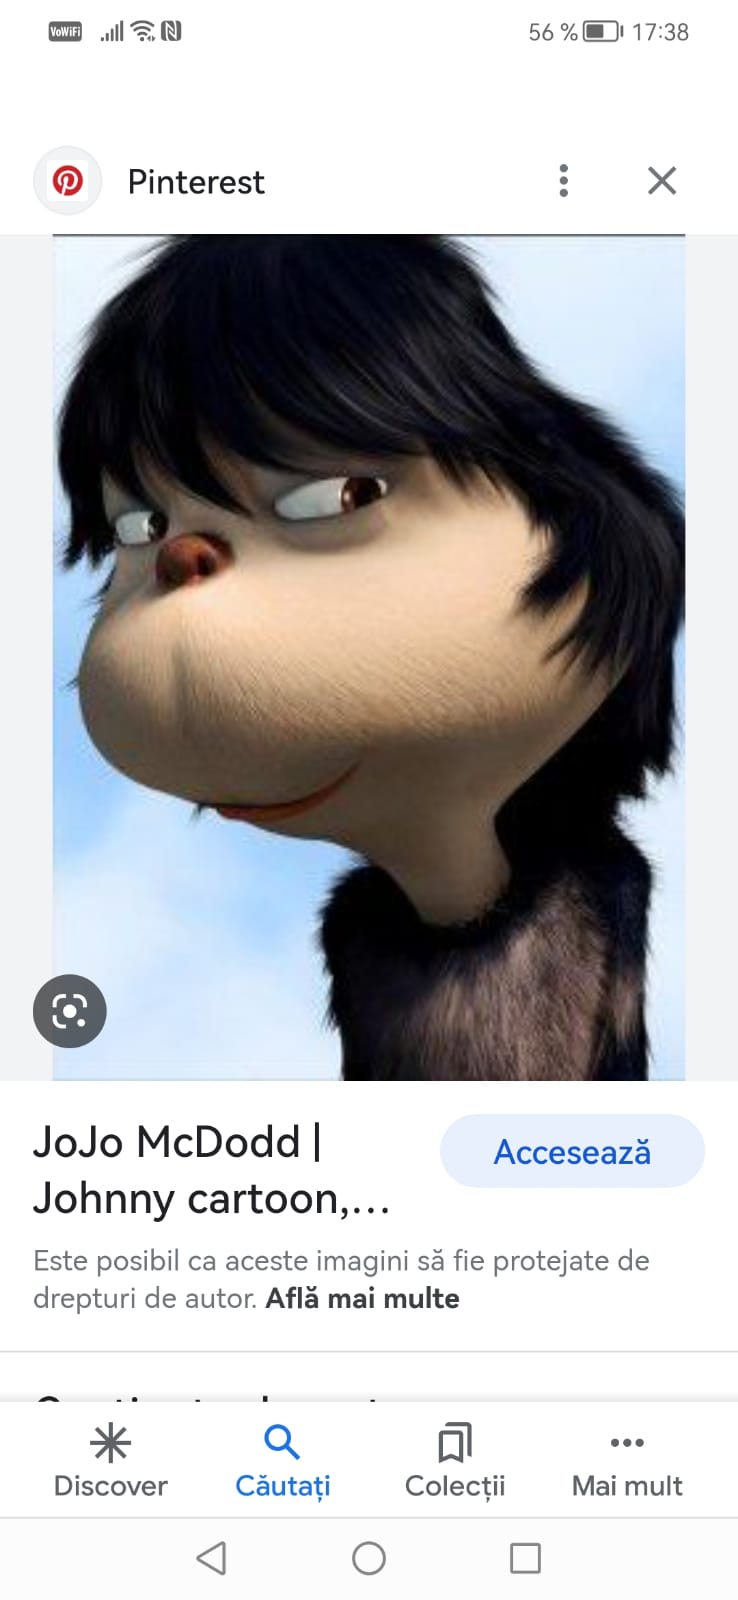 VoWiFi 56 % 17:38
Pinterest
JoJo McDodd |
Johnny cartoon,...
Accesează
Este posibil ca aceste imagini să fie protejate de
drepturi de autor. Află mai multe
Discover Căutați Colecții Mai mult